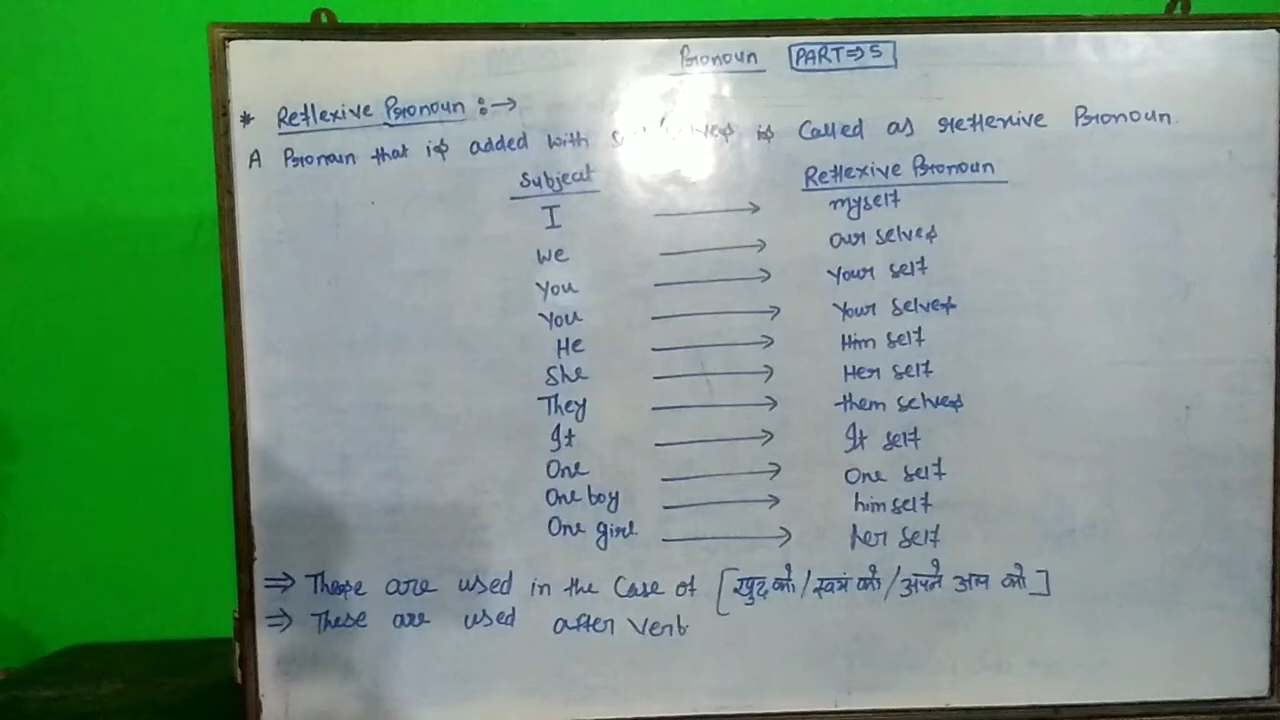 Pronoun PART⇒5
* Reflexive Pronoun :→
A Pronoun that is added with is Called as reflexive Pronoun.
Subject Reflexive Pronoun
I → myself
We → our selves
You → Your self
You → Your selves
He → Him self
She → Her self
They → them selves
It → It self
One → One self
One boy → him self
One girl. → her self
⇒ These are used in the Case of [खुद को/स्वयं को/अपने आप को]
⇒ These are used after verb.